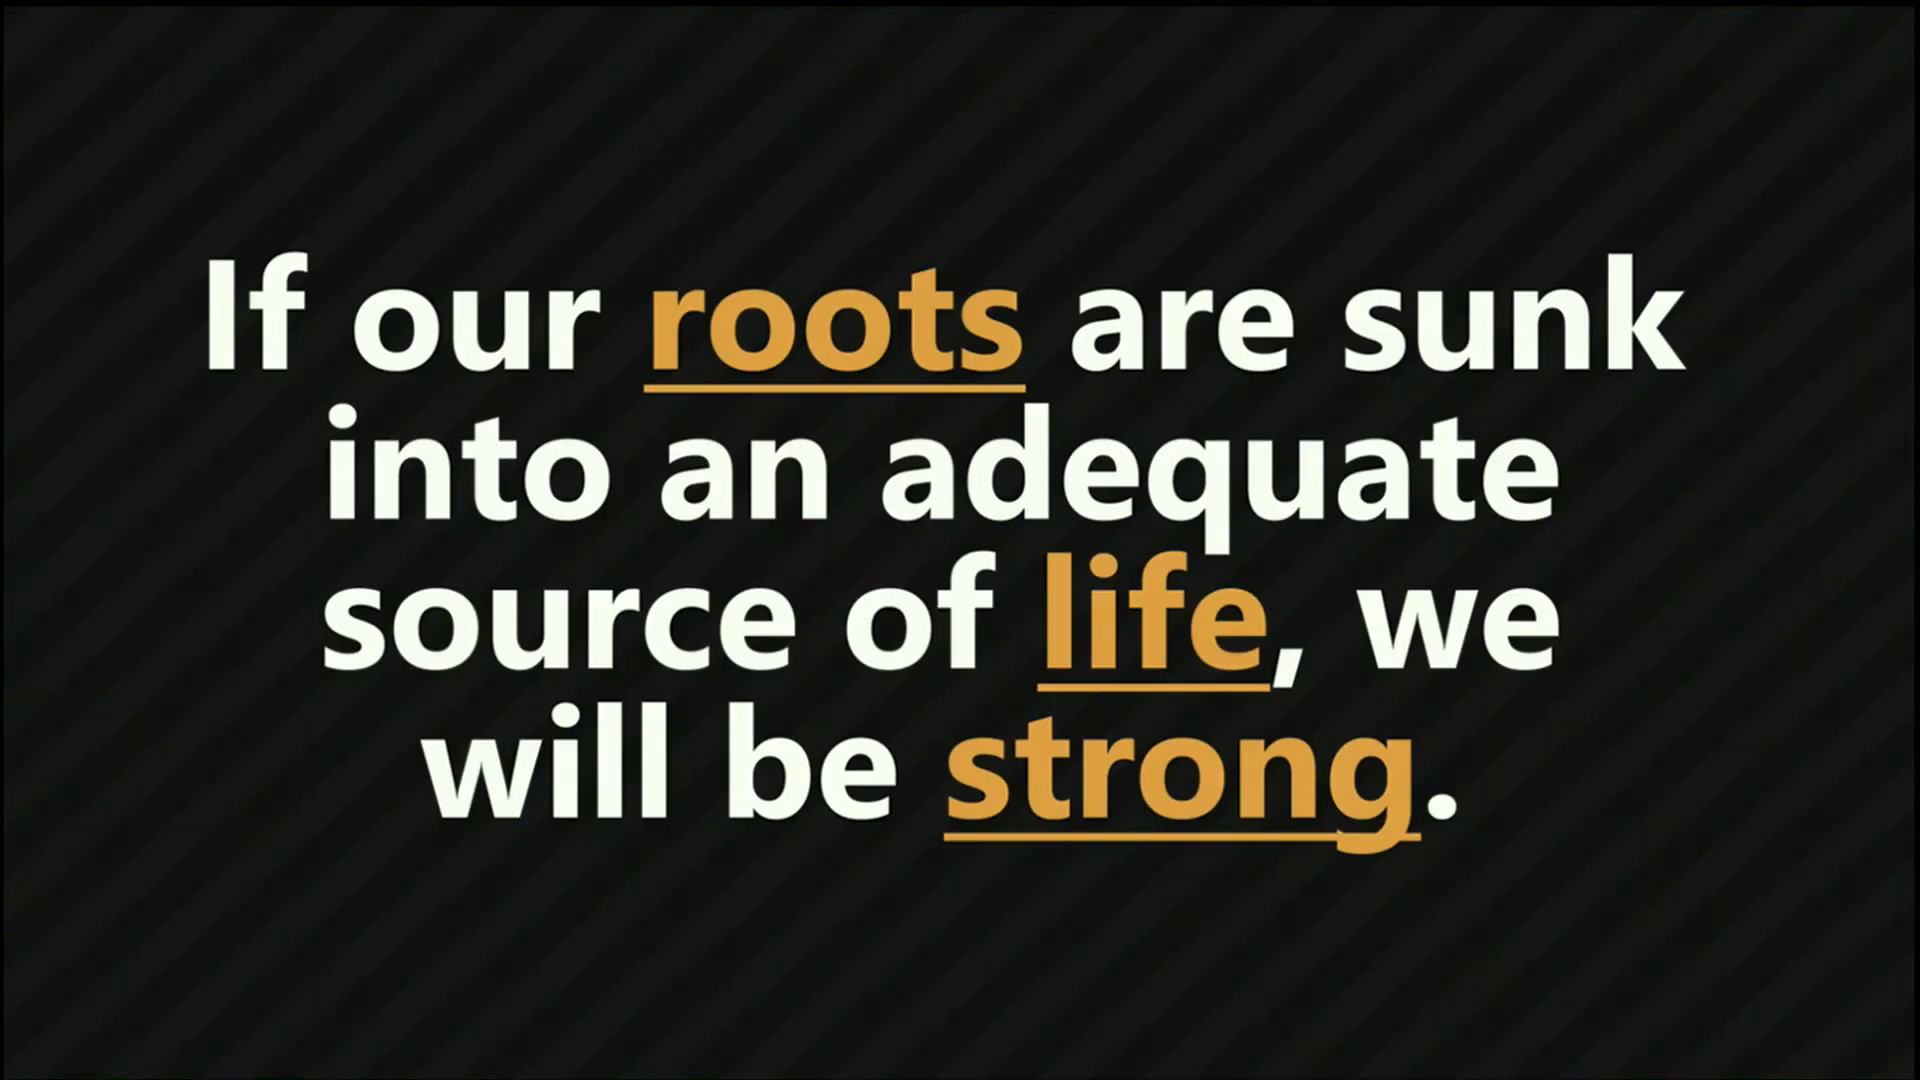 If our roots are sunk
into an adequate
source of life, we
will be strong.